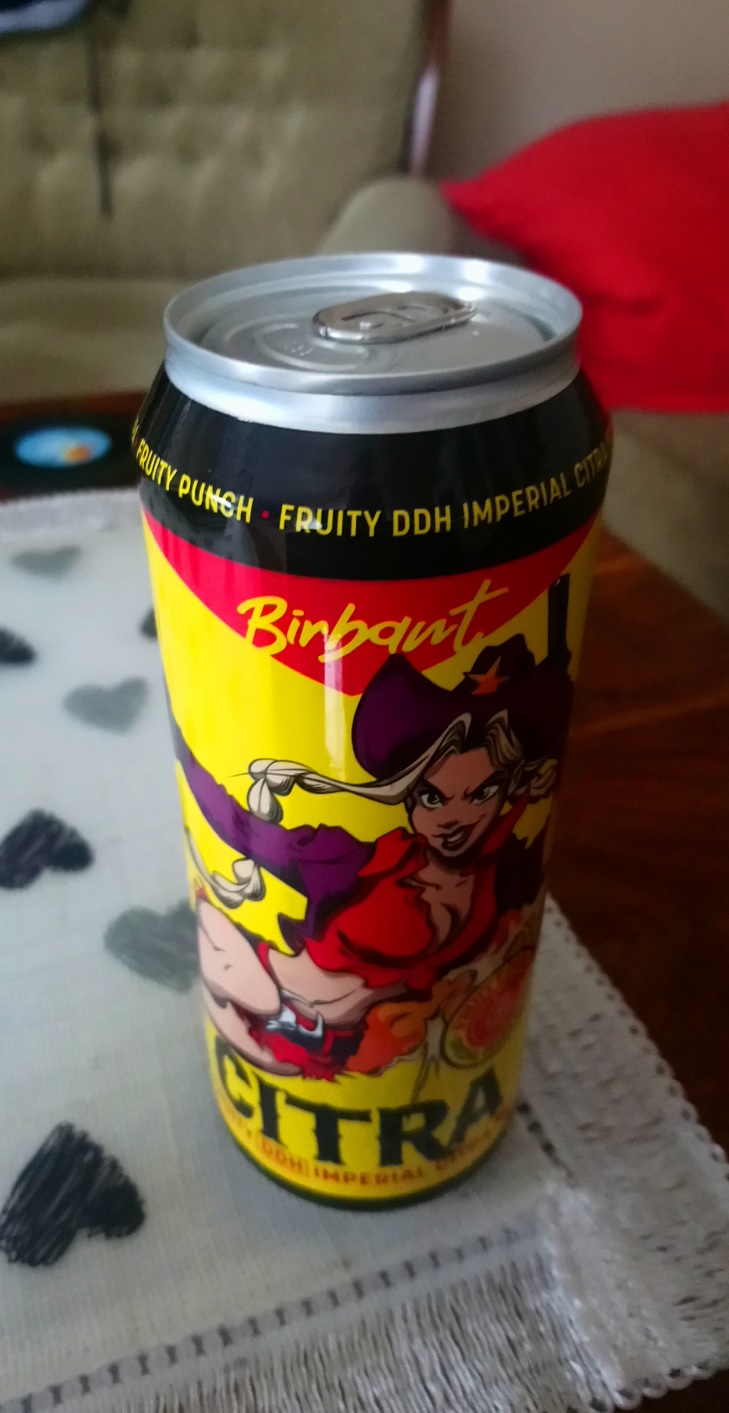 FRUITY PUNCH • FRUITY DDH IMPERIAL CITRA
Birbant
CITRA
DDH IMPERIAL